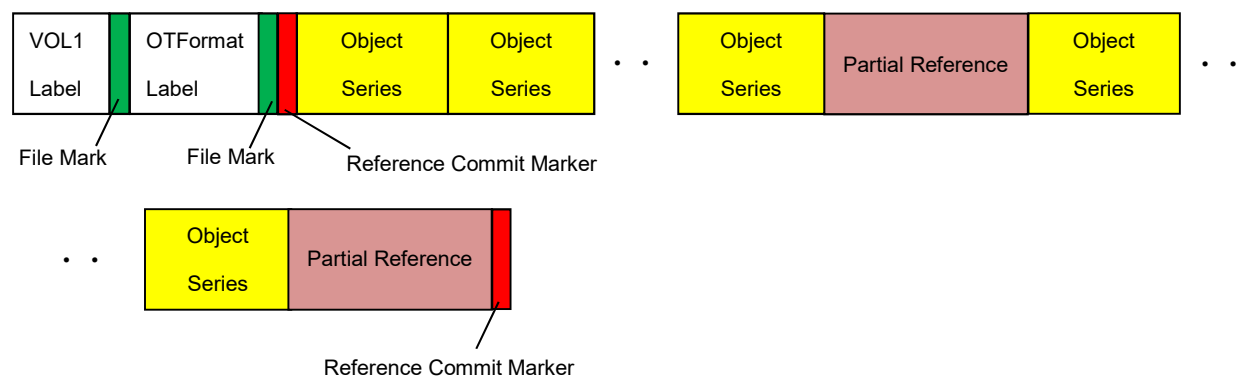 VOL1
Label
OTFormat
Label
Object
Series
Object
Series
. .
Object
Series
Partial Reference
Object
Series
. .
File Mark
File Mark
Reference Commit Marker
. .
Object
Series
Partial Reference
Reference Commit Marker